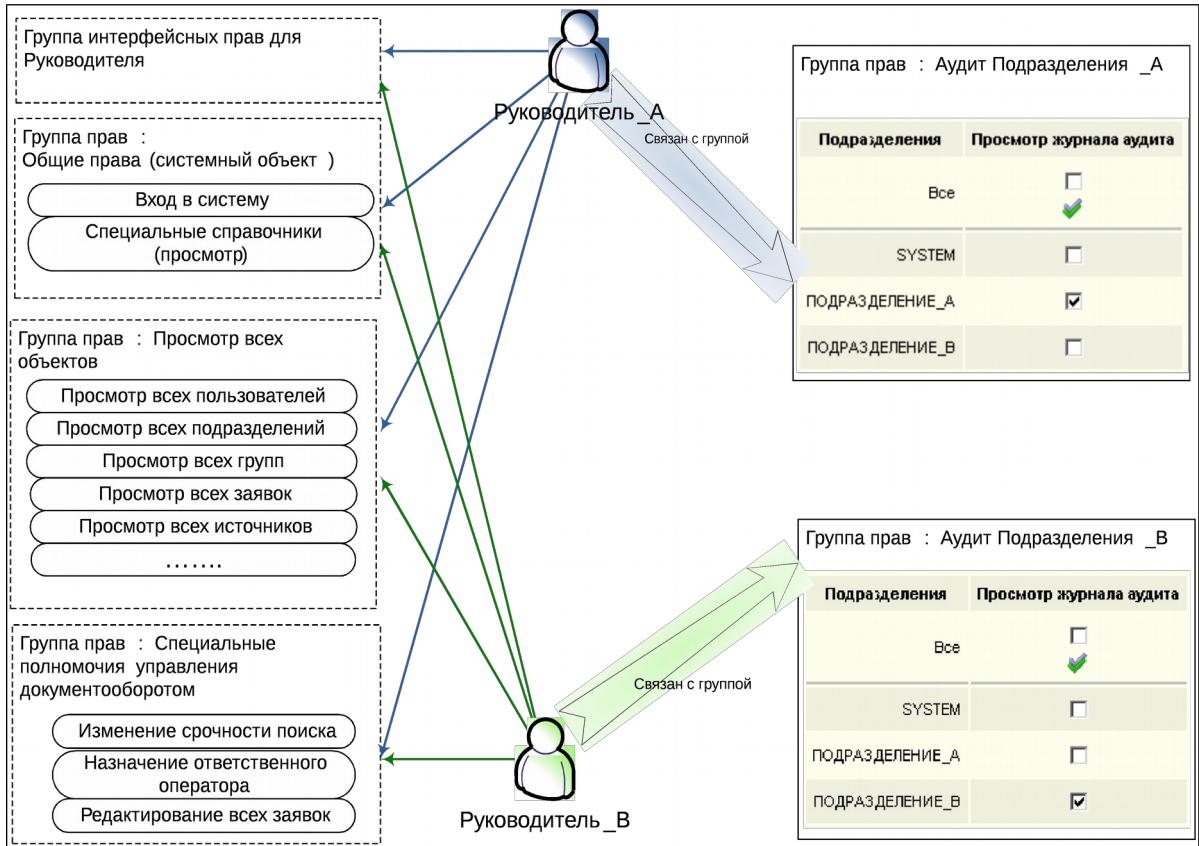 Группа интерфейсных прав для
Руководителя
Группа прав : 
Общие права (системный объект )
Вход в систему
Специальные справочники
(просмотр)
Группа прав : Просмотр всех
объектов
Просмотр всех пользователей
Просмотр всех подразделений
Просмотр всех групп
Просмотр всех заявок
Просмотр всех источников
.......
Группа прав : Специальные
полномочия управления
документооборотом
Изменение срочности поиска
Назначение ответственного
оператора
Редактирование всех заявок
Руководитель_А
Связан с группой
Руководитель_В
Связан с группой
Группа прав : Аудит Подразделения _А
Подразделения Просмотр журнала аудита
Все
SYSTEM
ПОДРАЗДЕЛЕНИЕ_А
ПОДРАЗДЕЛЕНИЕ_В
Группа прав : Аудит Подразделения _В
Подразделения Просмотр журнала аудита
Все
SYSTEM
ПОДРАЗДЕЛЕНИЕ_А
ПОДРАЗДЕЛЕНИЕ_В